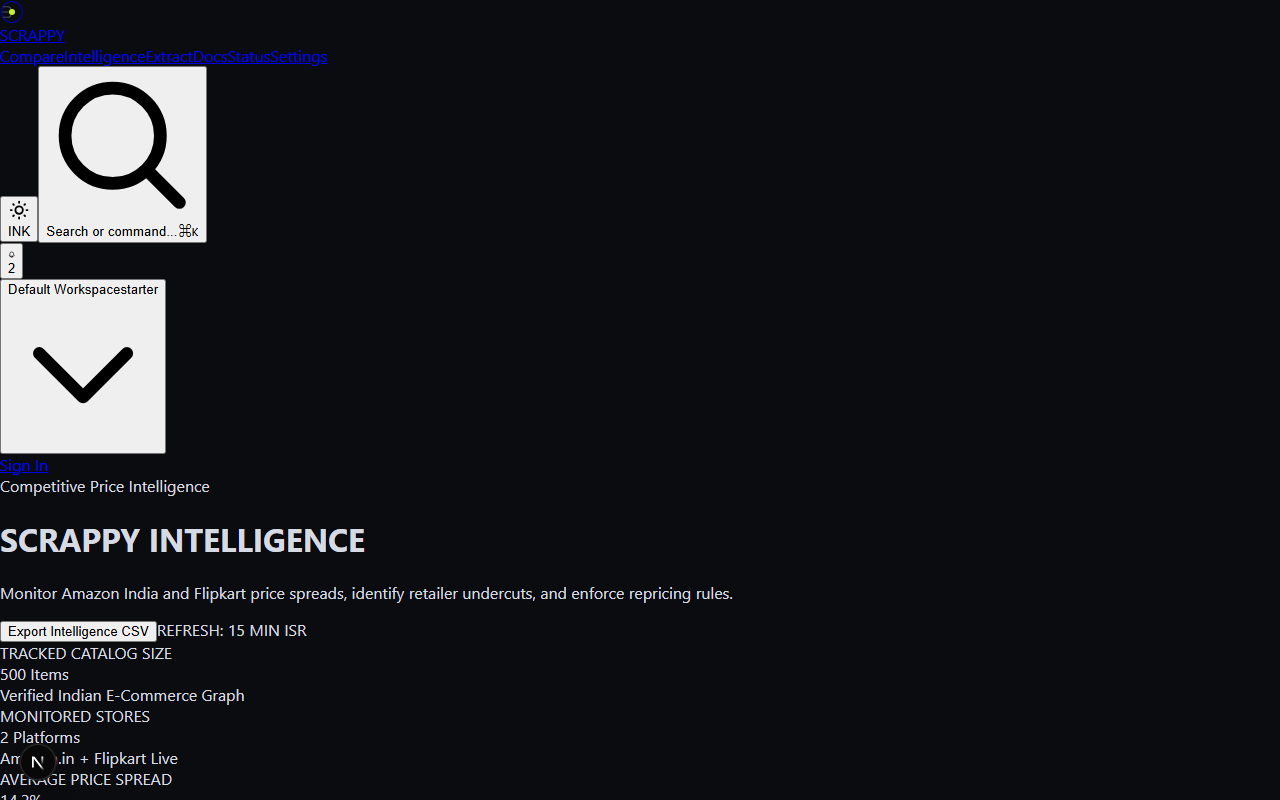 SCRAPPY
CompareIntelligenceExtractDocsStatusSettings
INK
Search or command...⌘K
2
Default Workspacestarter
Sign In
Competitive Price Intelligence
SCRAPPY INTELLIGENCE
Monitor Amazon India and Flipkart price spreads, identify retailer undercuts, and enforce repricing rules.
Export Intelligence CSV REFRESH: 15 MIN ISR
TRACKED CATALOG SIZE
500 Items
Verified Indian E-Commerce Graph
MONITORED STORES
2 Platforms
.in + Flipkart Live
N
AVERAGE PRICE SPREAD
14.2%